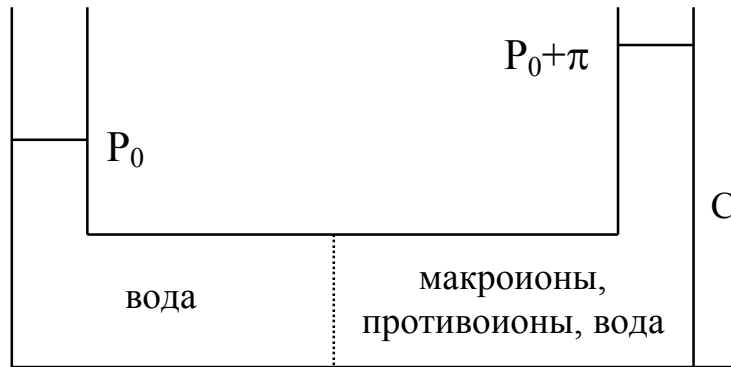 P₀+π
P₀
С
вода
макроионы,
противоионы, вода